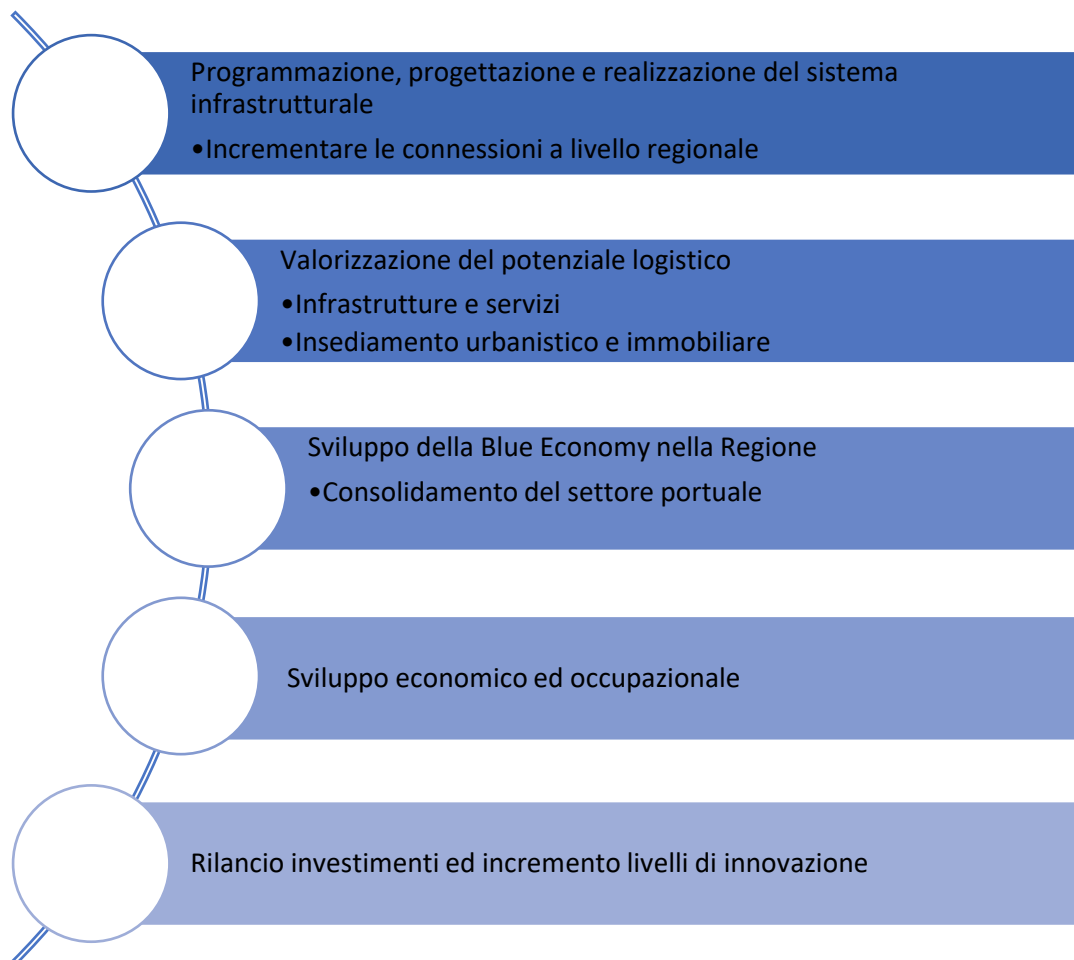 Programmazione, progettazione e realizzazione del sistema
infrastrutturale
•Incrementare le connessioni a livello regionale
Valorizzazione del potenziale logistico
•Infrastrutture e servizi
•Insediamento urbanistico e immobiliare
Sviluppo della Blue Economy nella Regione
•Consolidamento del settore portuale
Sviluppo economico ed occupazionale
Rilancio investimenti ed incremento livelli di innovazione